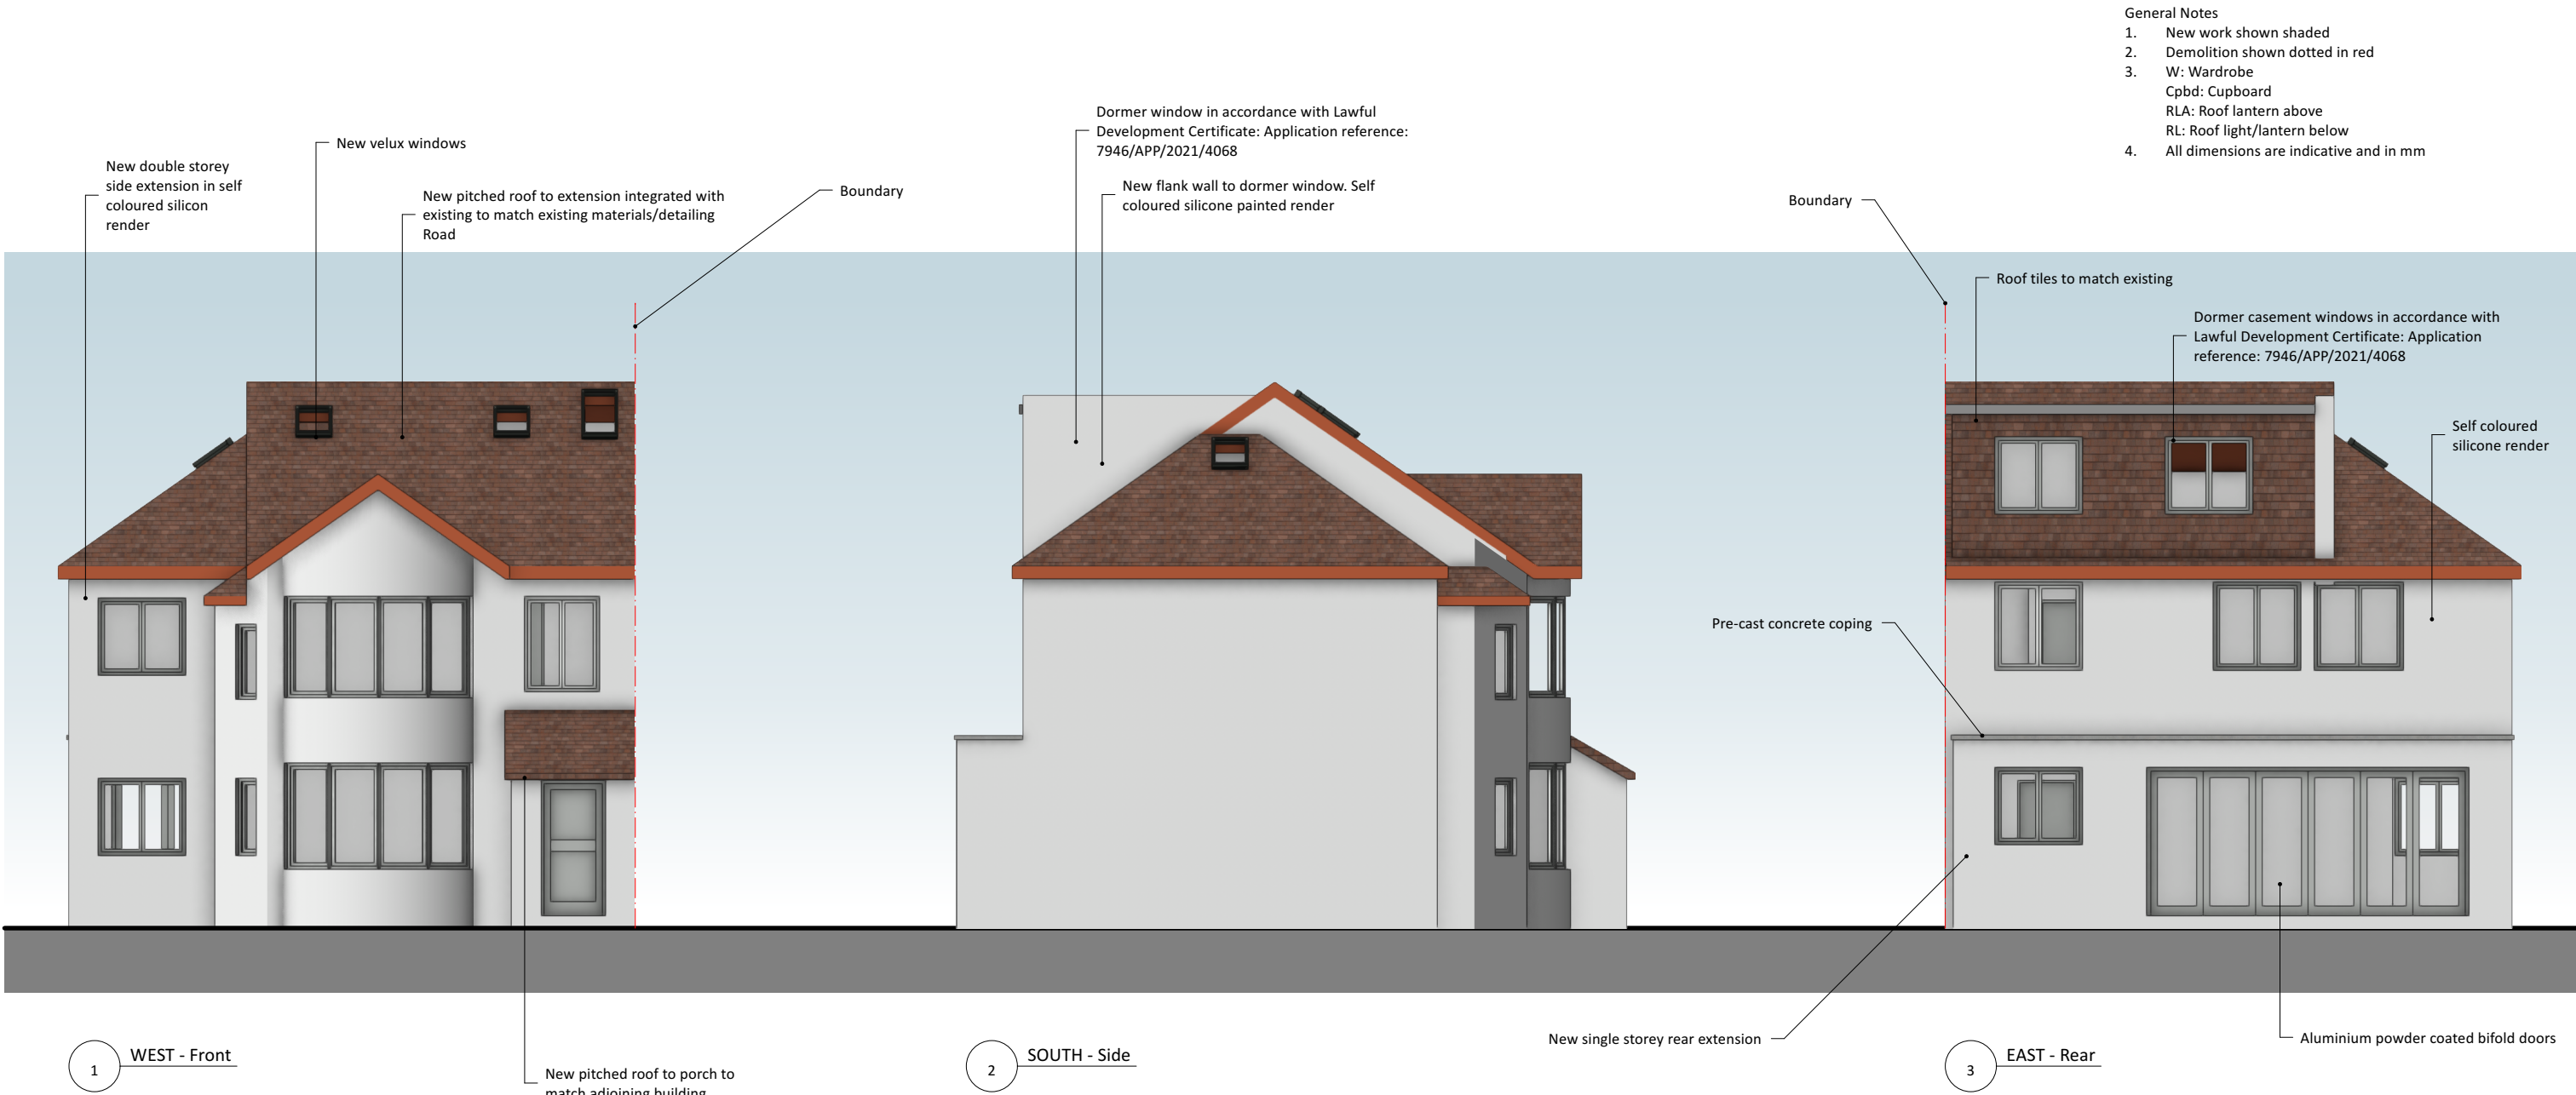 General Notes
1. New work shown shaded
2. Demolition shown dotted in red
3. W: Wardrobe
Cpbd: Cupboard
RLA: Roof lantern above
RL: Roof light/lantern below
4. All dimensions are indicative and in mm
New double storey
side extension in self
coloured silicon
render
New velux windows
New pitched roof to extension integrated with
existing to match existing materials/detailing
Road
Boundary
Dormer window in accordance with Lawful
Development Certificate: Application reference:
7946/APP/2021/4068
New flank wall to dormer window. Self
coloured silicone painted render
Boundary
Roof tiles to match existing
Dormer casement windows in accordance with
Lawful Development Certificate: Application
reference: 7946/APP/2021/4068
Self coloured
silicone render
Pre-cast concrete coping
New single storey rear extension
Aluminium powder coated bifold doors
1 WEST - Front
New pitched roof to porch to
match adjoining building
2 SOUTH - Side
3 EAST - Rear